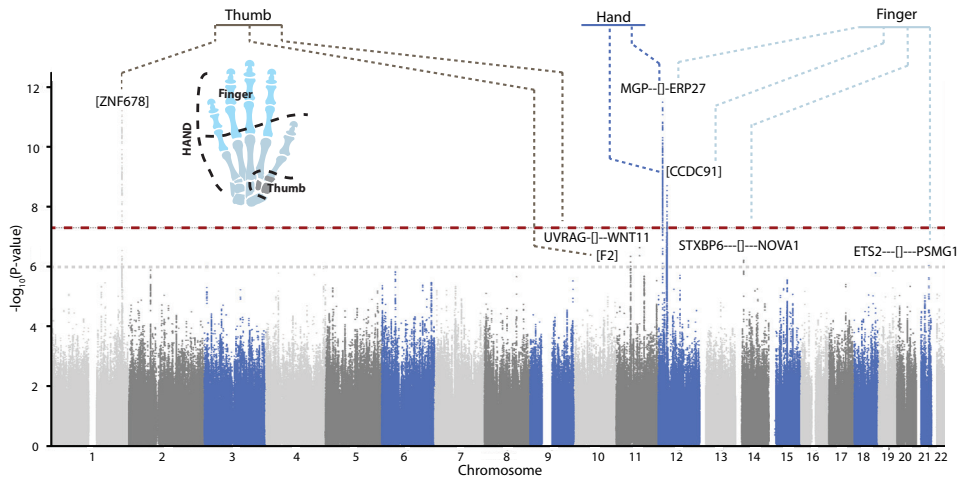 Thumb
Hand
Finger
12
10
8
6
4
2
0
-log10(P-value)
[ZNF678]
MGP--[]-ERP27
[CCDC91]
UVRAG-[]--WNT11
[F2]
STXBP6---[]---NOVA1
ETS2---[]---PSMG1
Finger
HAND
Thumb
1 2 3 4 5 6 7 8 9 10 11 12 13 14 15 16 17 18 19 20 21 22
Chromosome